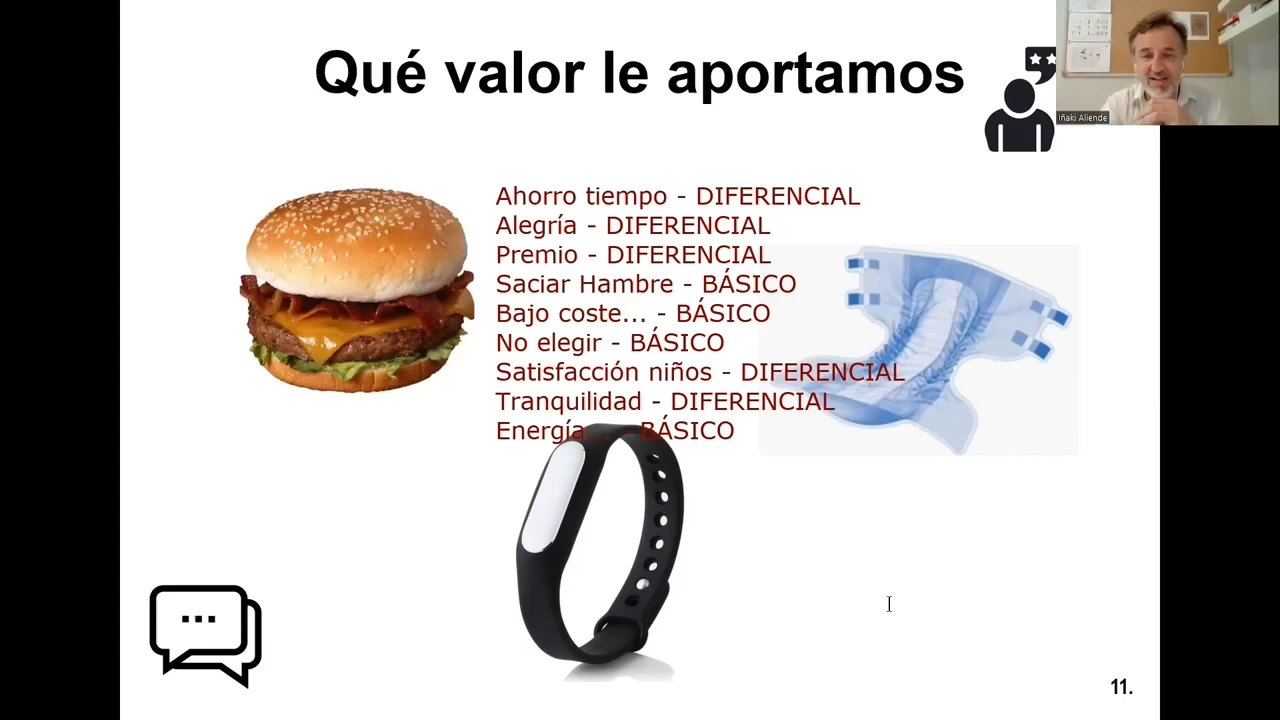 Qué valor le aportamos
Iñaki Aliende
Ahorro tiempo - DIFERENCIAL
Alegría - DIFERENCIAL
Premio - DIFERENCIAL
Saciar Hambre - BÁSICO
Bajo coste... - BÁSICO
No elegir - BÁSICO
Satisfacción niños - DIFERENCIAL
Tranquilidad - DIFERENCIAL
Energía... - BÁSICO
11.